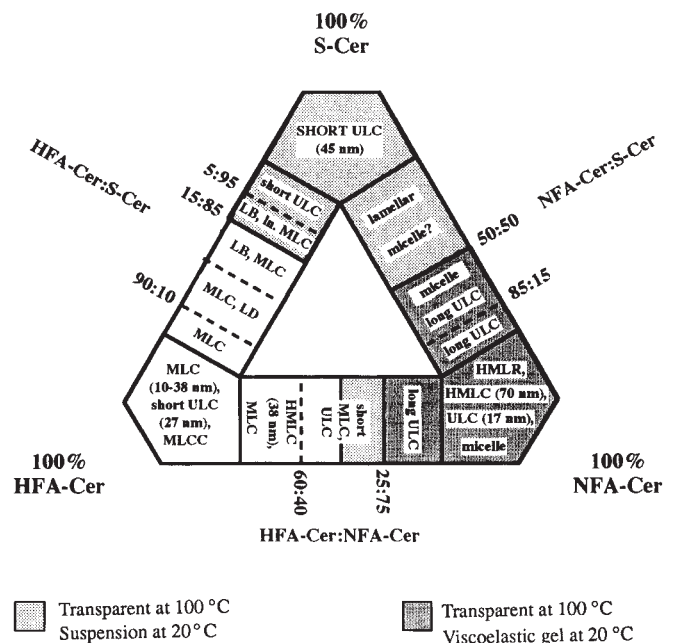 100%
S-Cer
SHORT ULC
(45 nm)
HFA-Cer:S-Cer
NFA-Cer:S-Cer
5:95
15:85
90:10
50:50
85:15
short ULC
LB, la. MLC
LB, MLC
MLC, LD
MLC
lamellar
micelle?
micelle
long ULC
long ULC
MLC
(10-38 nm),
short ULC
(27 nm),
MLCC
HMLC
(38 nm),
MLC
short
MLC,
ULC
long ULC
HMLR,
HMLC (70 nm),
ULC (17 nm),
micelle
100%
HFA-Cer
60:40
25:75
100%
NFA-Cer
HFA-Cer:NFA-Cer
Transparent at 100 °C
Suspension at 20°C
Transparent at 100 °C
Viscoelastic gel at 20 °C